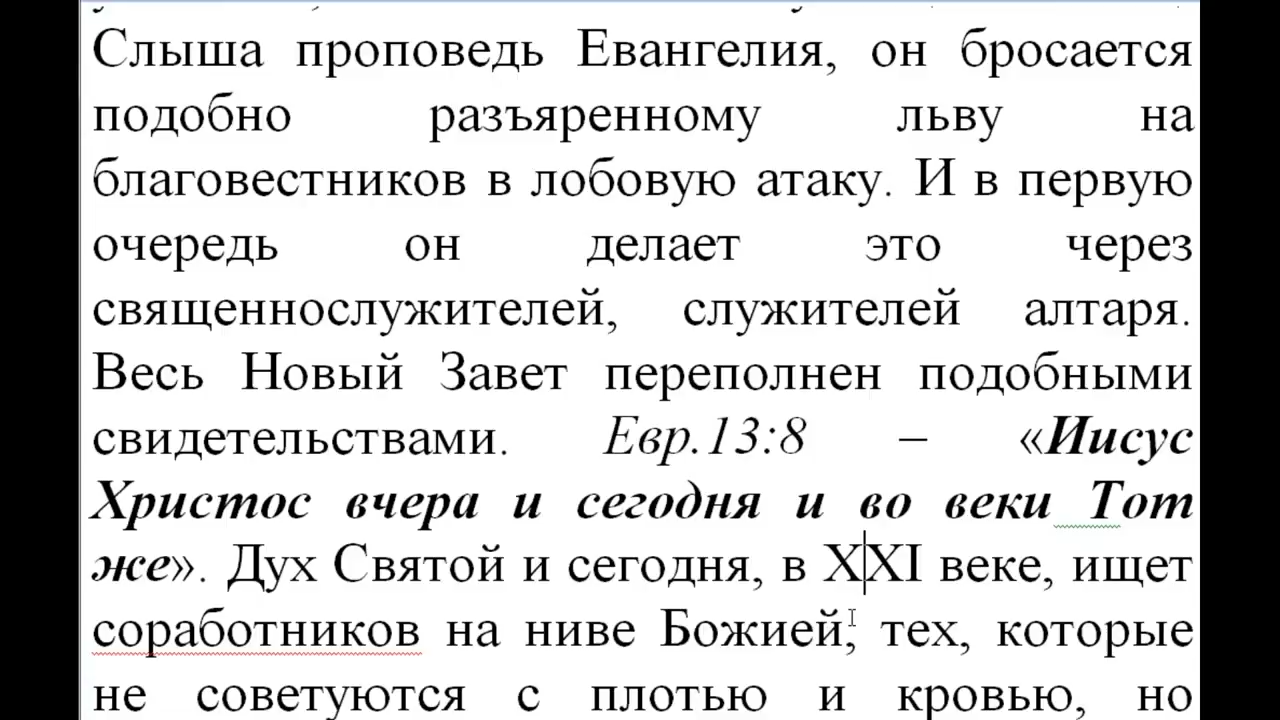 Слыша проповедь Евангелия, он бросается
подобно разъяренному льву на
благовестников в лобовую атаку. И в первую
очередь он делает это через
священнослужителей, служителей алтаря.
Весь Новый Завет переполнен подобными
свидетельствами. Евр.13:8 – «Иисус
Христос вчера и сегодня и во веки Тот
же». Дух Святой и сегодня, в XXI веке, ищет
соработников на ниве Божией, тех, которые
не советуются с плотью и кровью, но